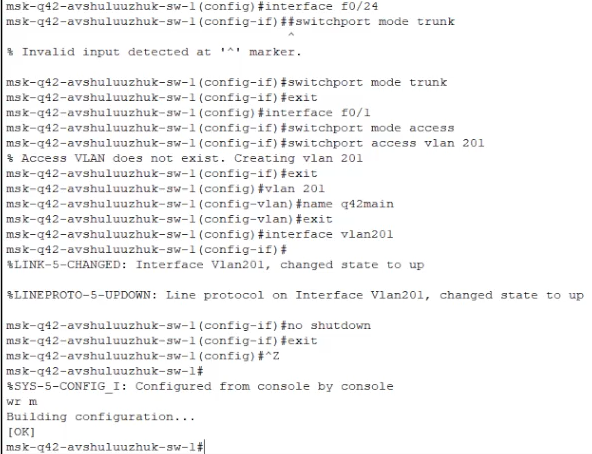 msk-q42-avshuluuzhuk-sw-1(config)#interface f0/24
msk-q42-avshuluuzhuk-sw-1(config-if)##switchport mode trunk
^
% Invalid input detected at '^' marker.
msk-q42-avshuluuzhuk-sw-1(config-if)#switchport mode trunk
msk-q42-avshuluuzhuk-sw-1(config-if)#exit
msk-q42-avshuluuzhuk-sw-1(config)#interface f0/1
msk-q42-avshuluuzhuk-sw-1(config-if)#switchport mode access
msk-q42-avshuluuzhuk-sw-1(config-if)#switchport access vlan 201
% Access VLAN does not exist. Creating vlan 201
msk-q42-avshuluuzhuk-sw-1(config-if)#exit
msk-q42-avshuluuzhuk-sw-1(config)#vlan 201
msk-q42-avshuluuzhuk-sw-1(config-vlan)#name q42main
msk-q42-avshuluuzhuk-sw-1(config-vlan)#exit
msk-q42-avshuluuzhuk-sw-1(config)#interface vlan201
msk-q42-avshuluuzhuk-sw-1(config-if)#
%LINK-5-CHANGED: Interface Vlan201, changed state to up
%LINEPROTO-5-UPDOWN: Line protocol on Interface Vlan201, changed state to up
msk-q42-avshuluuzhuk-sw-1(config-if)#no shutdown
msk-q42-avshuluuzhuk-sw-1(config-if)#exit
msk-q42-avshuluuzhuk-sw-1(config)#^Z
msk-q42-avshuluuzhuk-sw-1#
%SYS-5-CONFIG_I: Configured from console by console
wr m
Building configuration...
[OK]
msk-q42-avshuluuzhuk-sw-1#